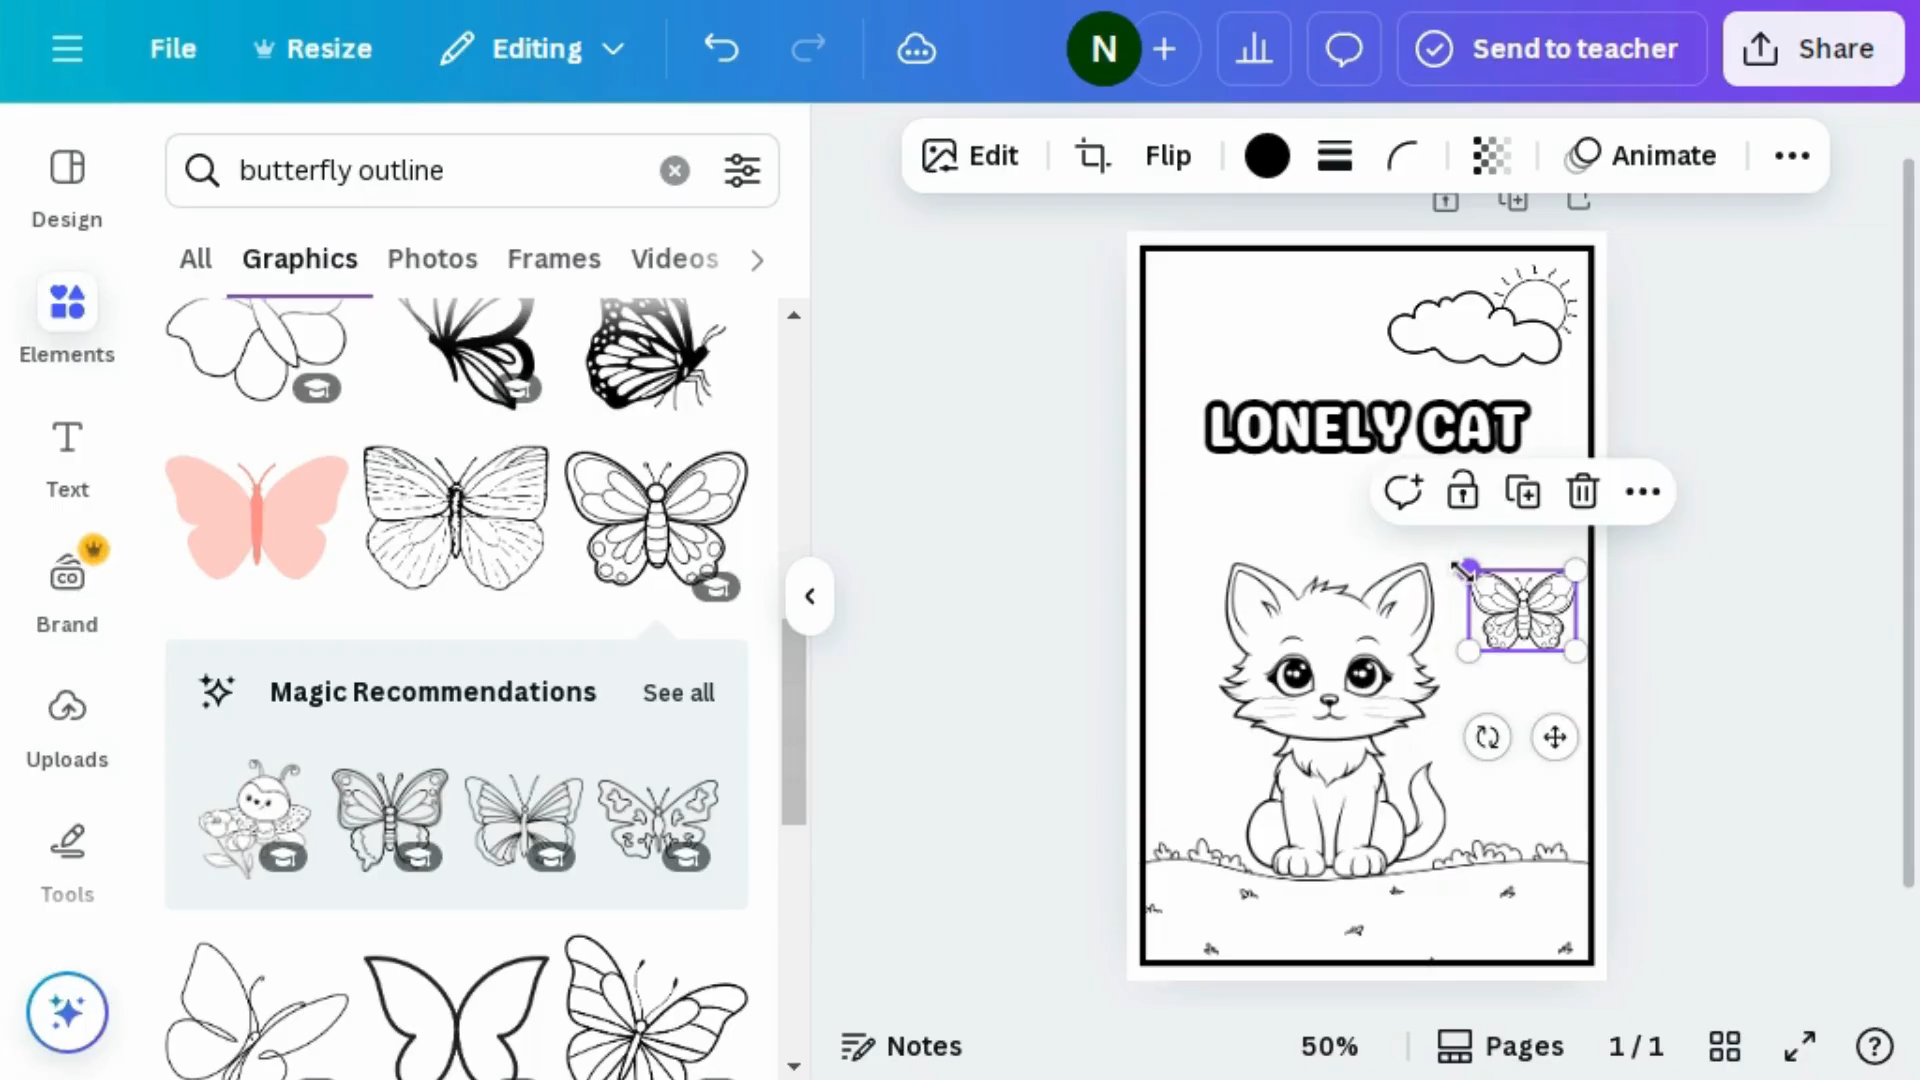 File
Resize
Editing
N
Send to teacher
Share
Design
Elements
Text
Brand
CO
Uploads
Tools
butterfly outline
All
Graphics
Photos
Frames
Videos
Magic Recommendations
See all
Edit
Flip
Animate
LONELY CAT
Notes
50%
Pages
1 / 1